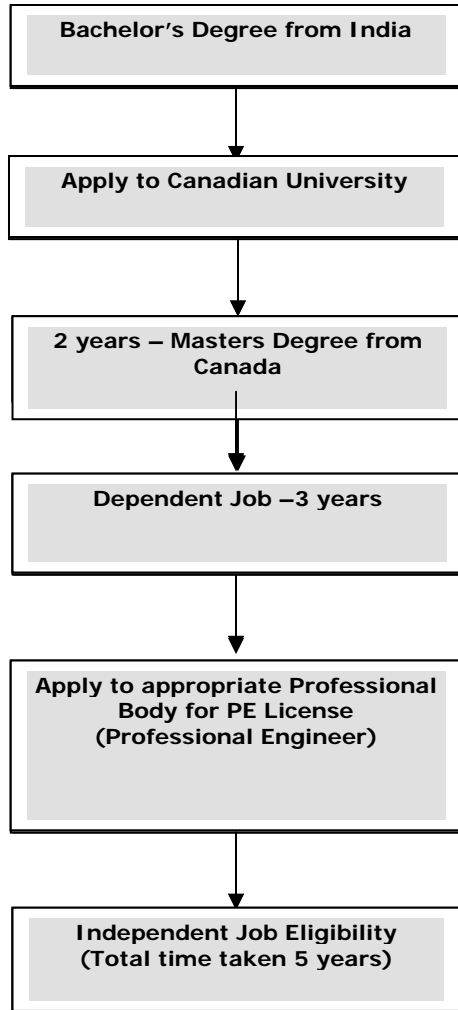 Bachelor’s Degree from India
Apply to Canadian University
2 years – Masters Degree from
Canada
Dependent Job –3 years
Apply to appropriate Professional
Body for PE License
(Professional Engineer)
Independent Job Eligibility
(Total time taken 5 years)